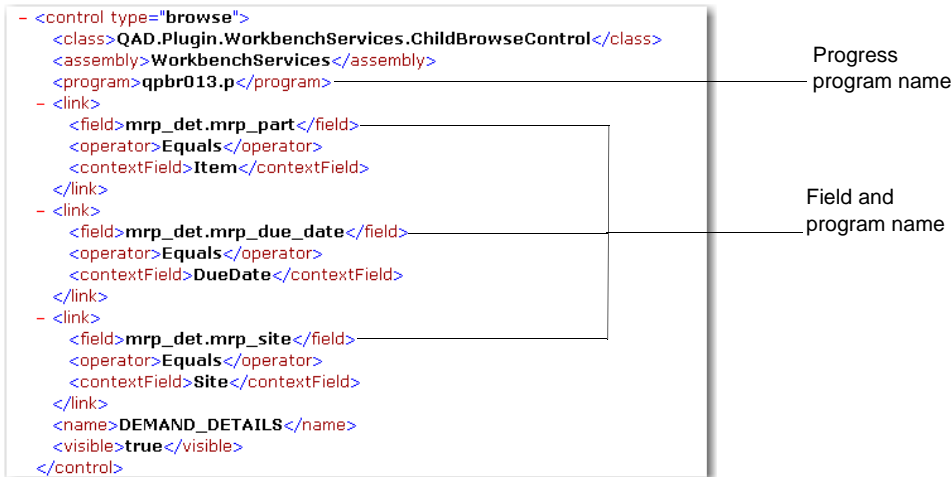 − <control type="browse">
<class>QAD.Plugin.WorkbenchServices.ChildBrowseControl</class>
<assembly>WorkbenchServices</assembly>
<program>qpbr013.p</program>
− <link>
<field>mrp_det.mrp_part</field>
<operator>Equals</operator>
<contextField>Item</contextField>
</link>
− <link>
<field>mrp_det.mrp_due_date</field>
<operator>Equals</operator>
<contextField>DueDate</contextField>
</link>
− <link>
<field>mrp_det.mrp_site</field>
<operator>Equals</operator>
<contextField>Site</contextField>
</link>
<name>DEMAND_DETAILS</name>
<visible>true</visible>
</control>
Progress
program name
Field and
program name